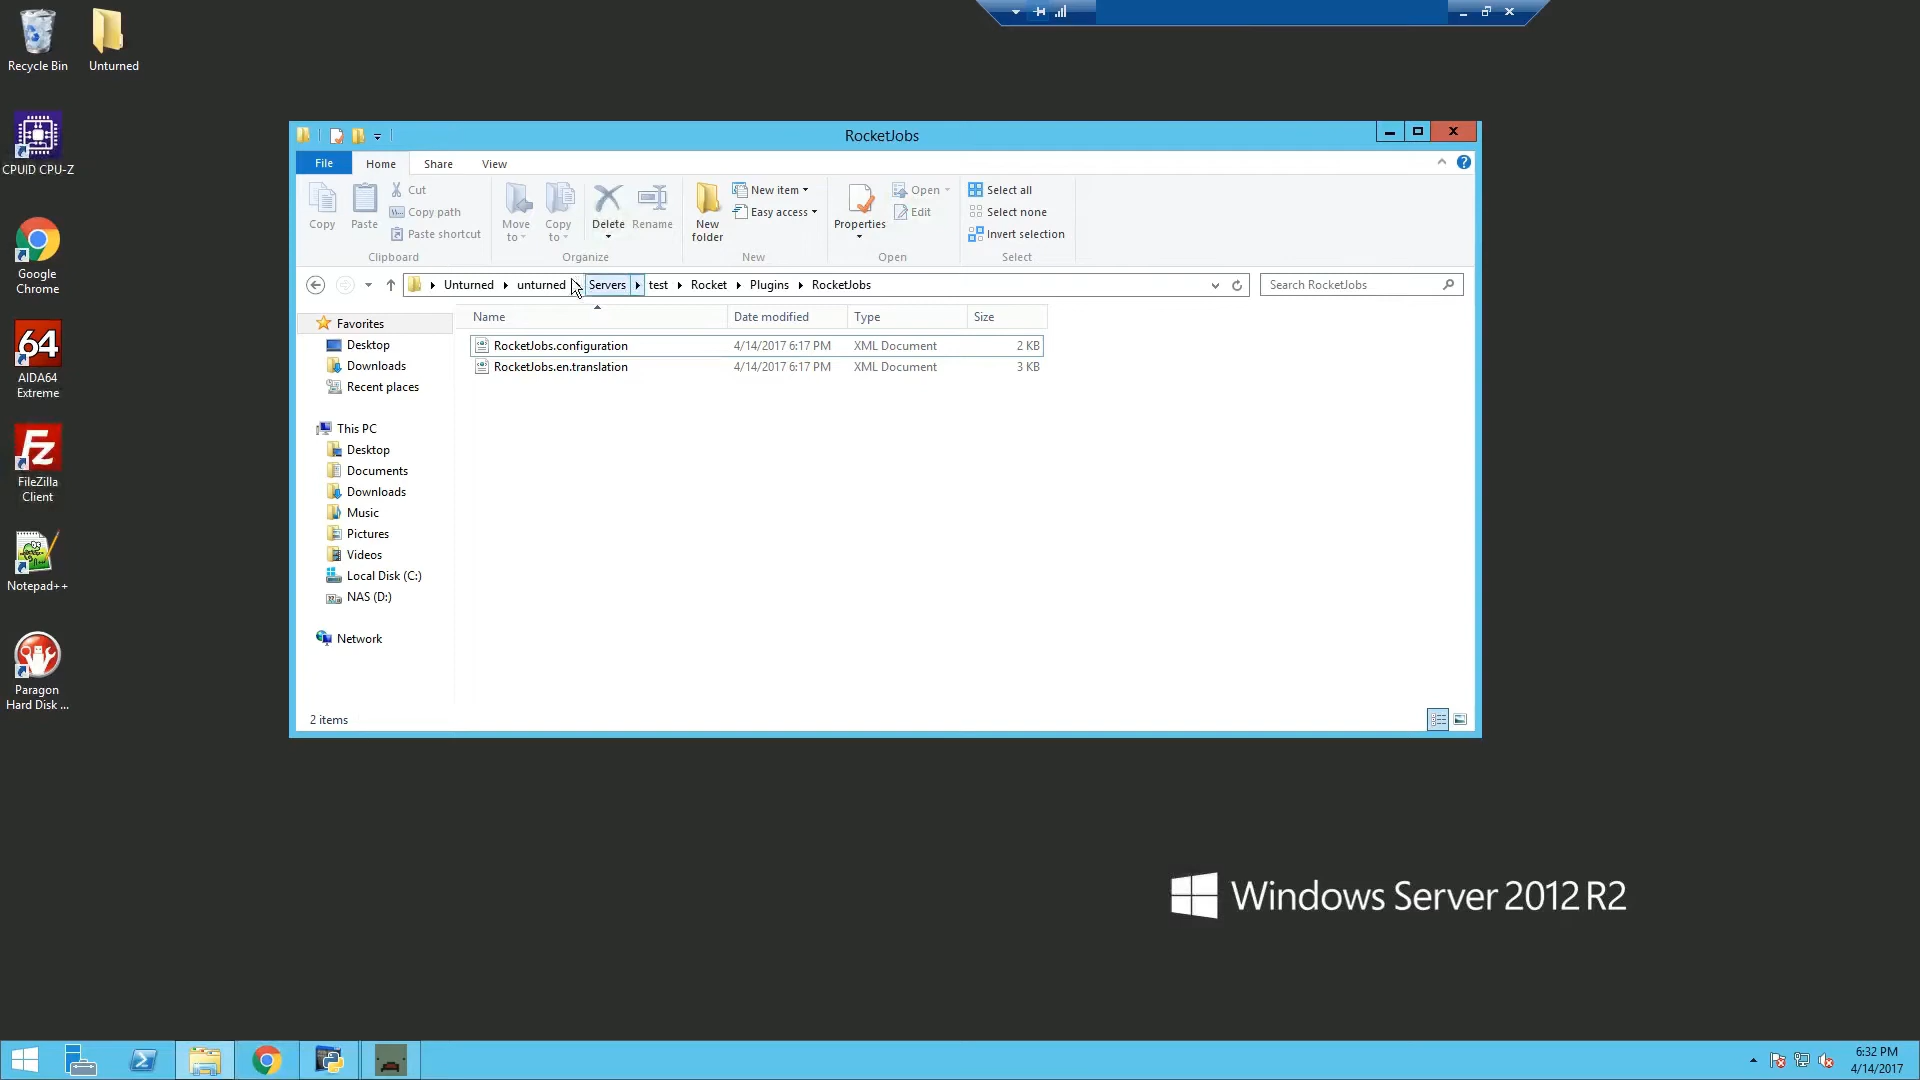 Recycle Bin
Unturned
CPUID CPU-Z
Google
Chrome
64
AIDA64
Extreme
Fz
FileZilla
Client
Notepad++
Paragon
Hard Disk ...
RocketJobs
File Home Share View
Copy
Paste
Cut
Copy path
Paste shortcut
Clipboard
Move
to
Copy
to
Delete
Rename
Organize
New
folder
New item
Easy access
New
Properties
Open
Edit
Open
Select all
Select none
Invert selection
Select
Unturned unturned Servers test Rocket Plugins RocketJobs
Search RocketJobs
Name Date modified Type Size
RocketJobs.configuration 4/14/2017 6:17 PM XML Document 2 KB
RocketJobs.en.translation 4/14/2017 6:17 PM XML Document 3 KB
Favorites
Desktop
Downloads
Recent places
This PC
Desktop
Documents
Downloads
Music
Pictures
Videos
Local Disk (C:)
NAS (D:)
Network
2 items
Windows Server 2012 R2
6:32 PM
4/14/2017